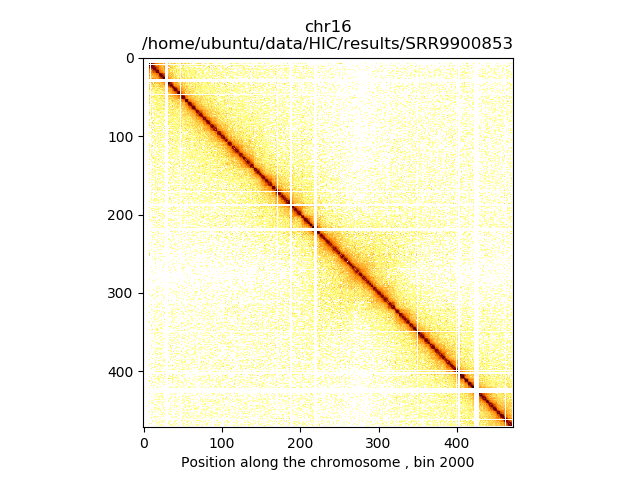 chr16
/home/ubuntu/data/HIC/results/SRR9900853
0
100
200
300
400
0 100 200 300 400
Position along the chromosome , bin 2000